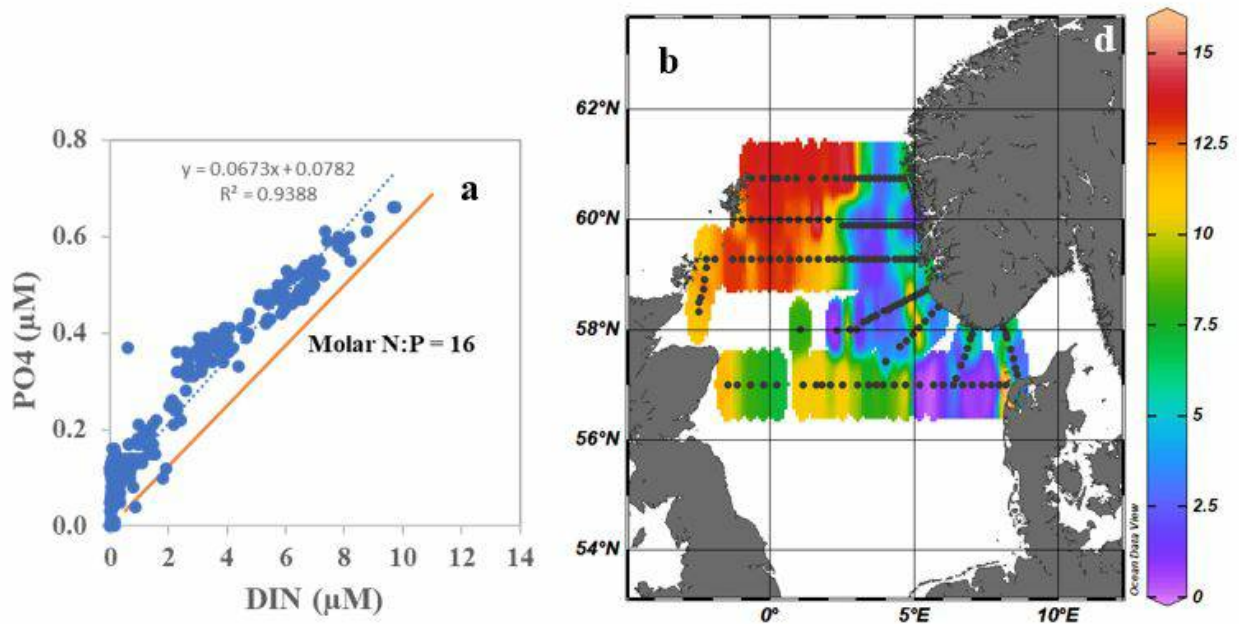 y = 0.0673x + 0.0782
R² = 0.9388
a
0.8
0.6
0.4
0.2
0.0
PO4 (µM)
Molar N:P = 16
0 2 4 6 8 10 12 14
DIN (µM)
b
d
62°N
60°N
58°N
56°N
54°N
0°E 5°E 10°E
Ocean Data View
15
12.5
10
7.5
5
2.5
0